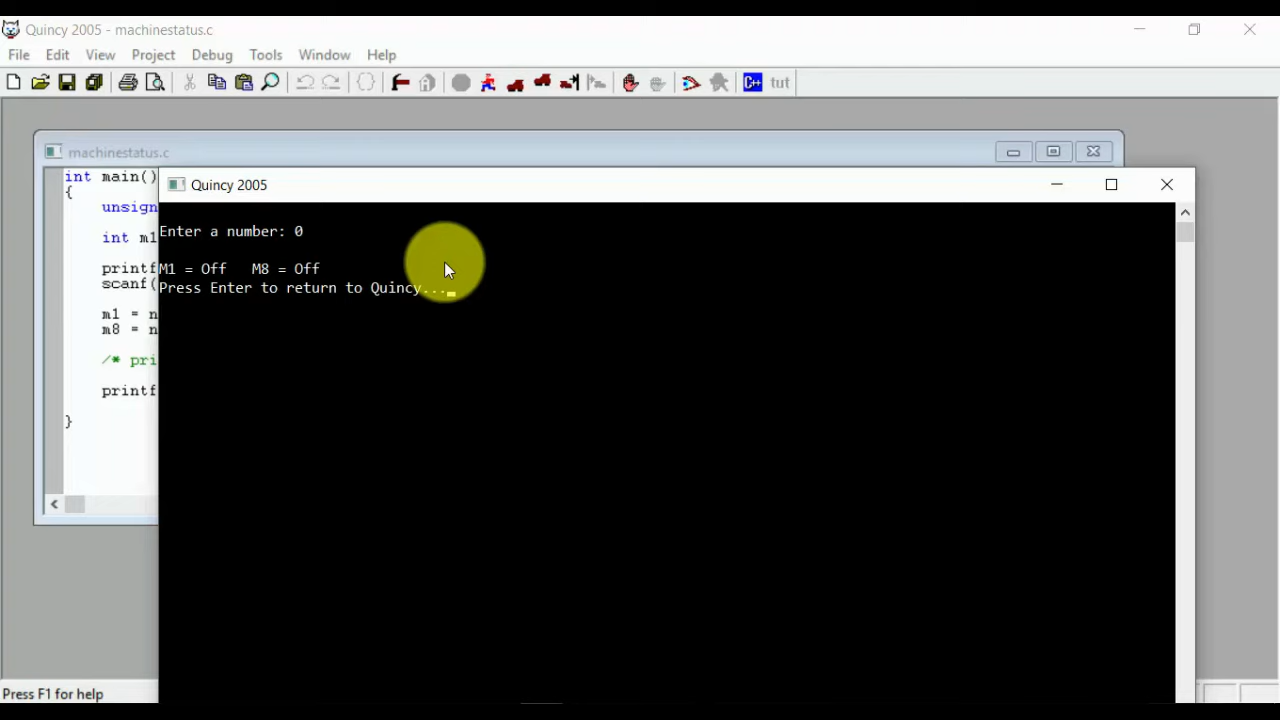 Quincy 2005 - machinestatus.c
File Edit View Project Debug Tools Window Help
C++ tut
machinestatus.c
int main()
{
unsign
int m1
printf
scanf(
m1 = n
m8 = n
/* pri
printf
}
Quincy 2005
Enter a number: 0
M1 = Off M8 = Off
Press Enter to return to Quincy...
Press F1 for help